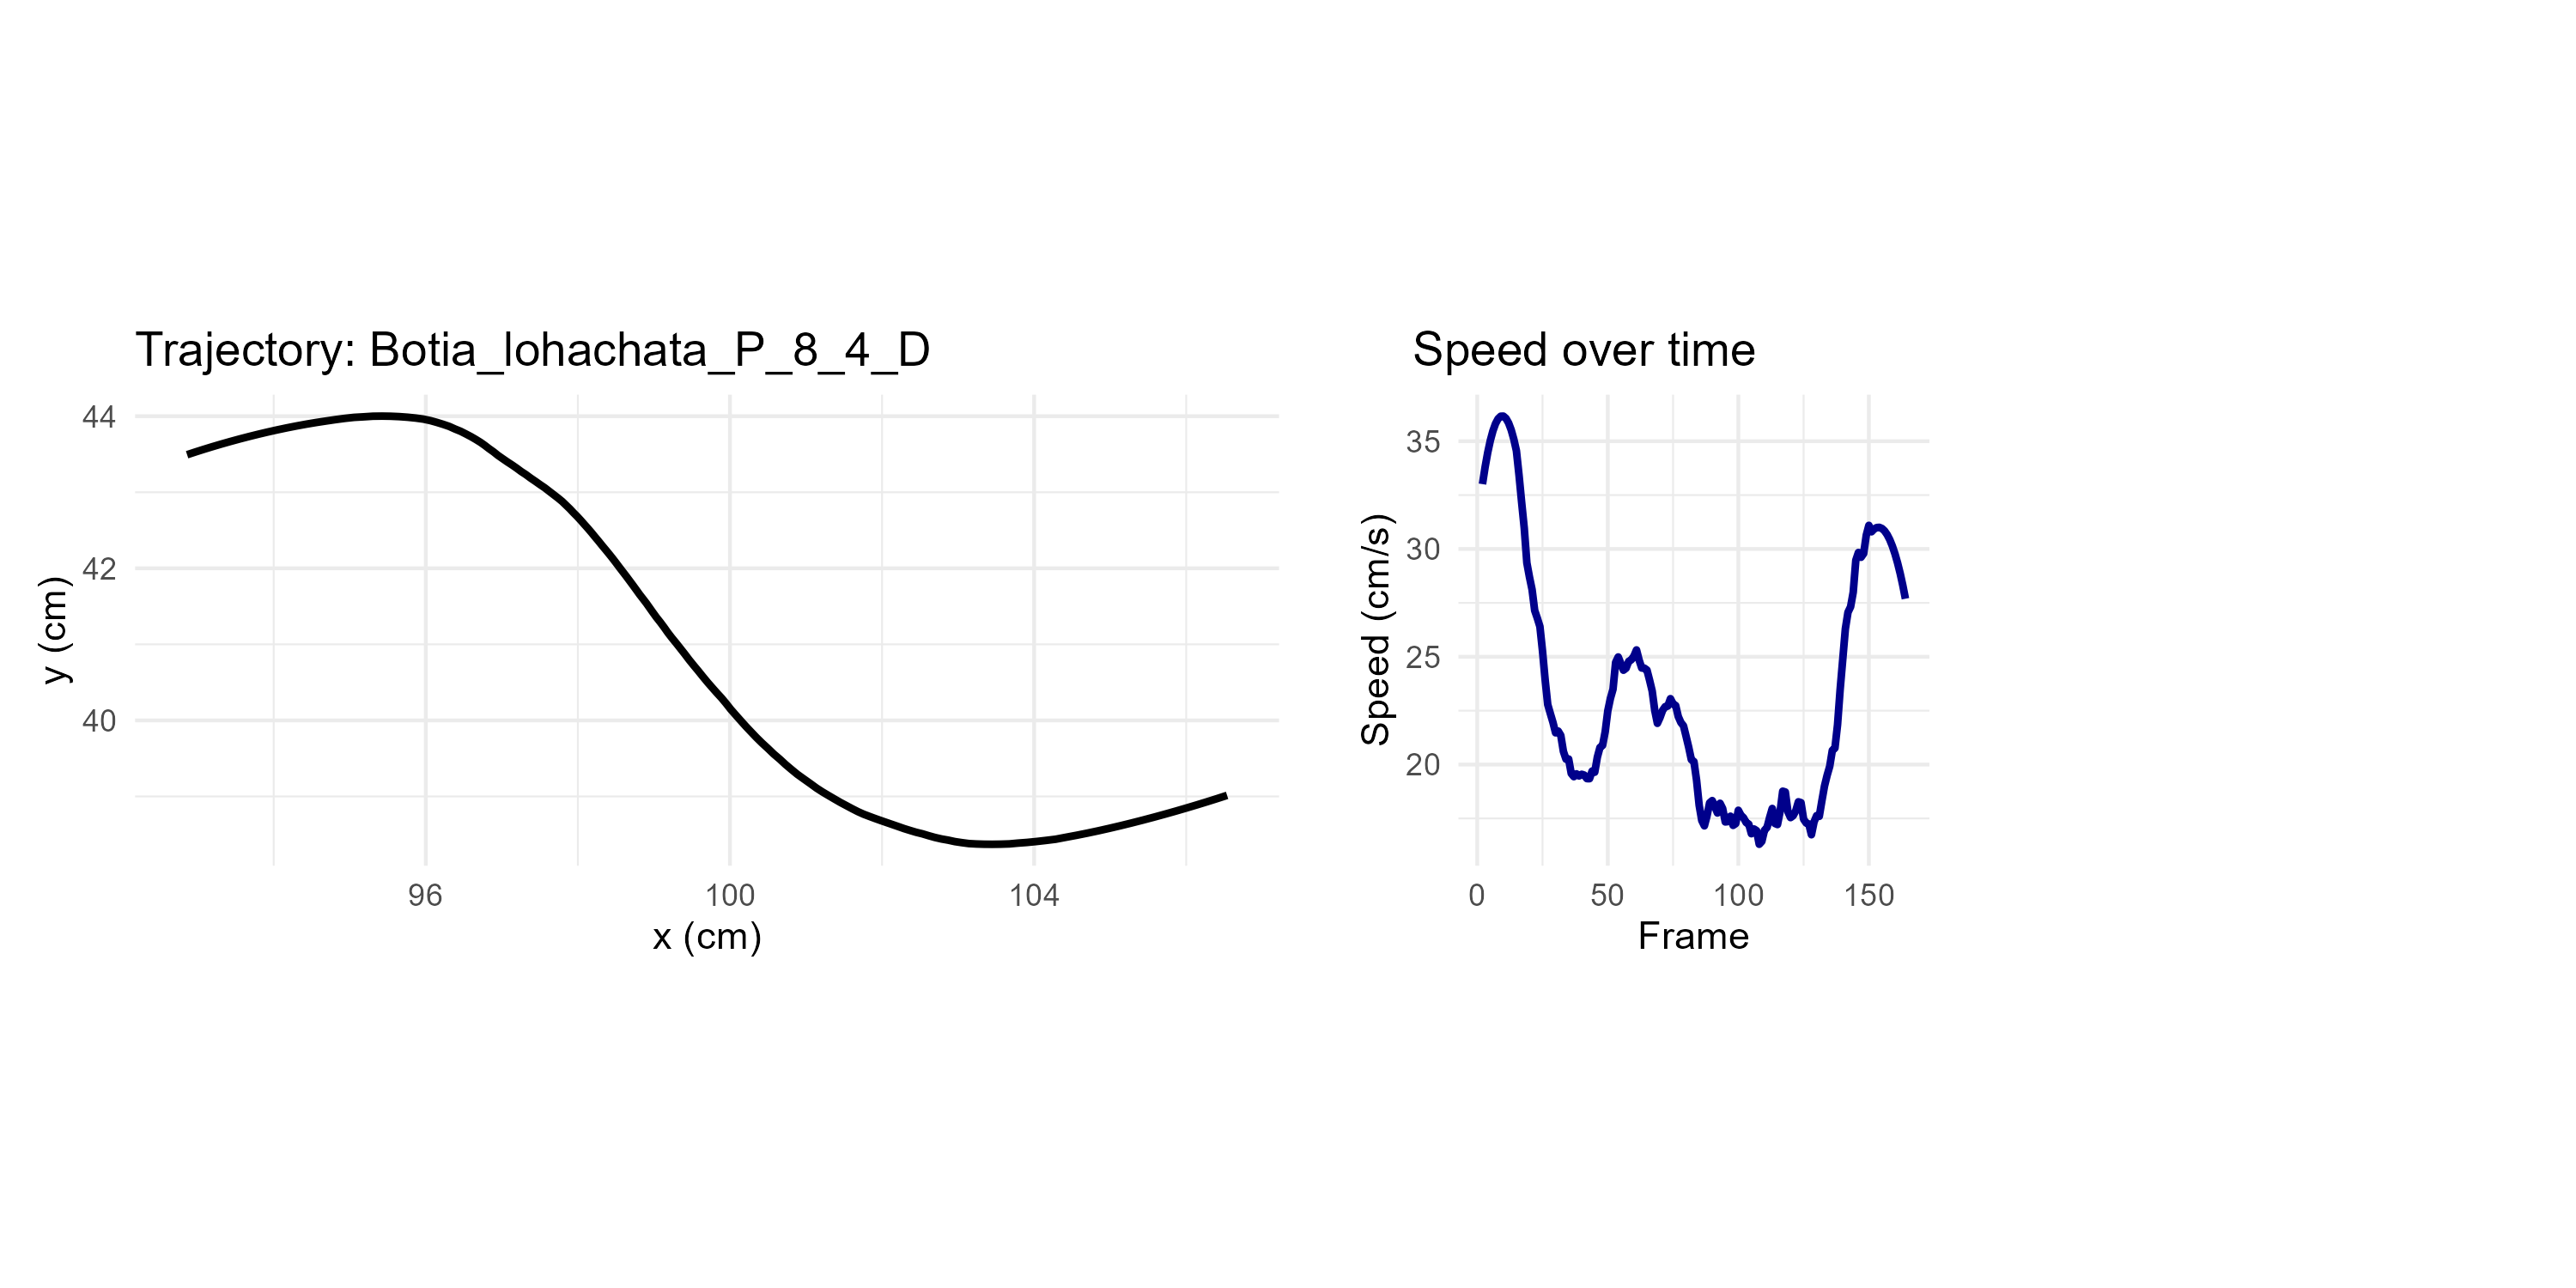 Trajectory: Botia_lohachata_P_8_4_D
44
42
40
y (cm)
96
100
104
x (cm)
Speed over time
35
30
25
20
Speed (cm/s)
0
50
100
150
Frame